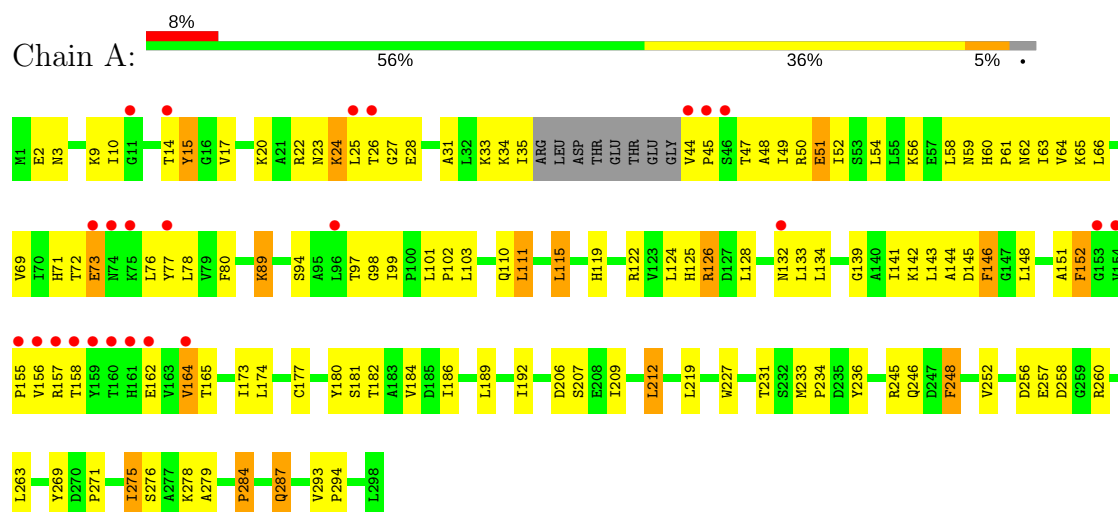 8%
Chain A:
56% 36% 5% •
M1 E2 N3 K9 I10 G11 T14 Y15 G16 V17 K20 A21 R22 N23 K24 L25 T26 G27 E28 A31 L32 K33 K34 I35 ARG LEU ASP THR GLU THR GLU GLY V44 P45 S46 T47 A48 I49 R50 E51 I52 S53 L54 L55 K56 E57 L58 N59 H60 P61 N62 I63 V64 K65 L66
V69 I70 H71 T72 E73 N74 K75 L76 Y77 L78 V79 F80 K89 S94 A95 L96 T97 G98 I99 P100 L101 P102 L103 Q110 L111 L115 H119 R122 V123 L124 H125 R126 D127 L128 N132 L133 L134 G139 A140 I141 K142 L143 A144 D145 F146 G147 L148 A151 F152 G153 V154
P155 V156 R157 T158 Y159 T160 H161 E162 V163 V164 T165 I173 L174 C177 Y180 S181 T182 A183 V184 D185 I186 L189 I192 D206 S207 E208 I209 L212 L219 W227 T231 S232 M233 P234 D235 Y236 R245 Q246 D247 F248 V252 D256 E257 D258 G259 R260
L263 Y269 D270 P271 I275 S276 A277 K278 A279 P284 Q287 V293 P294 L298